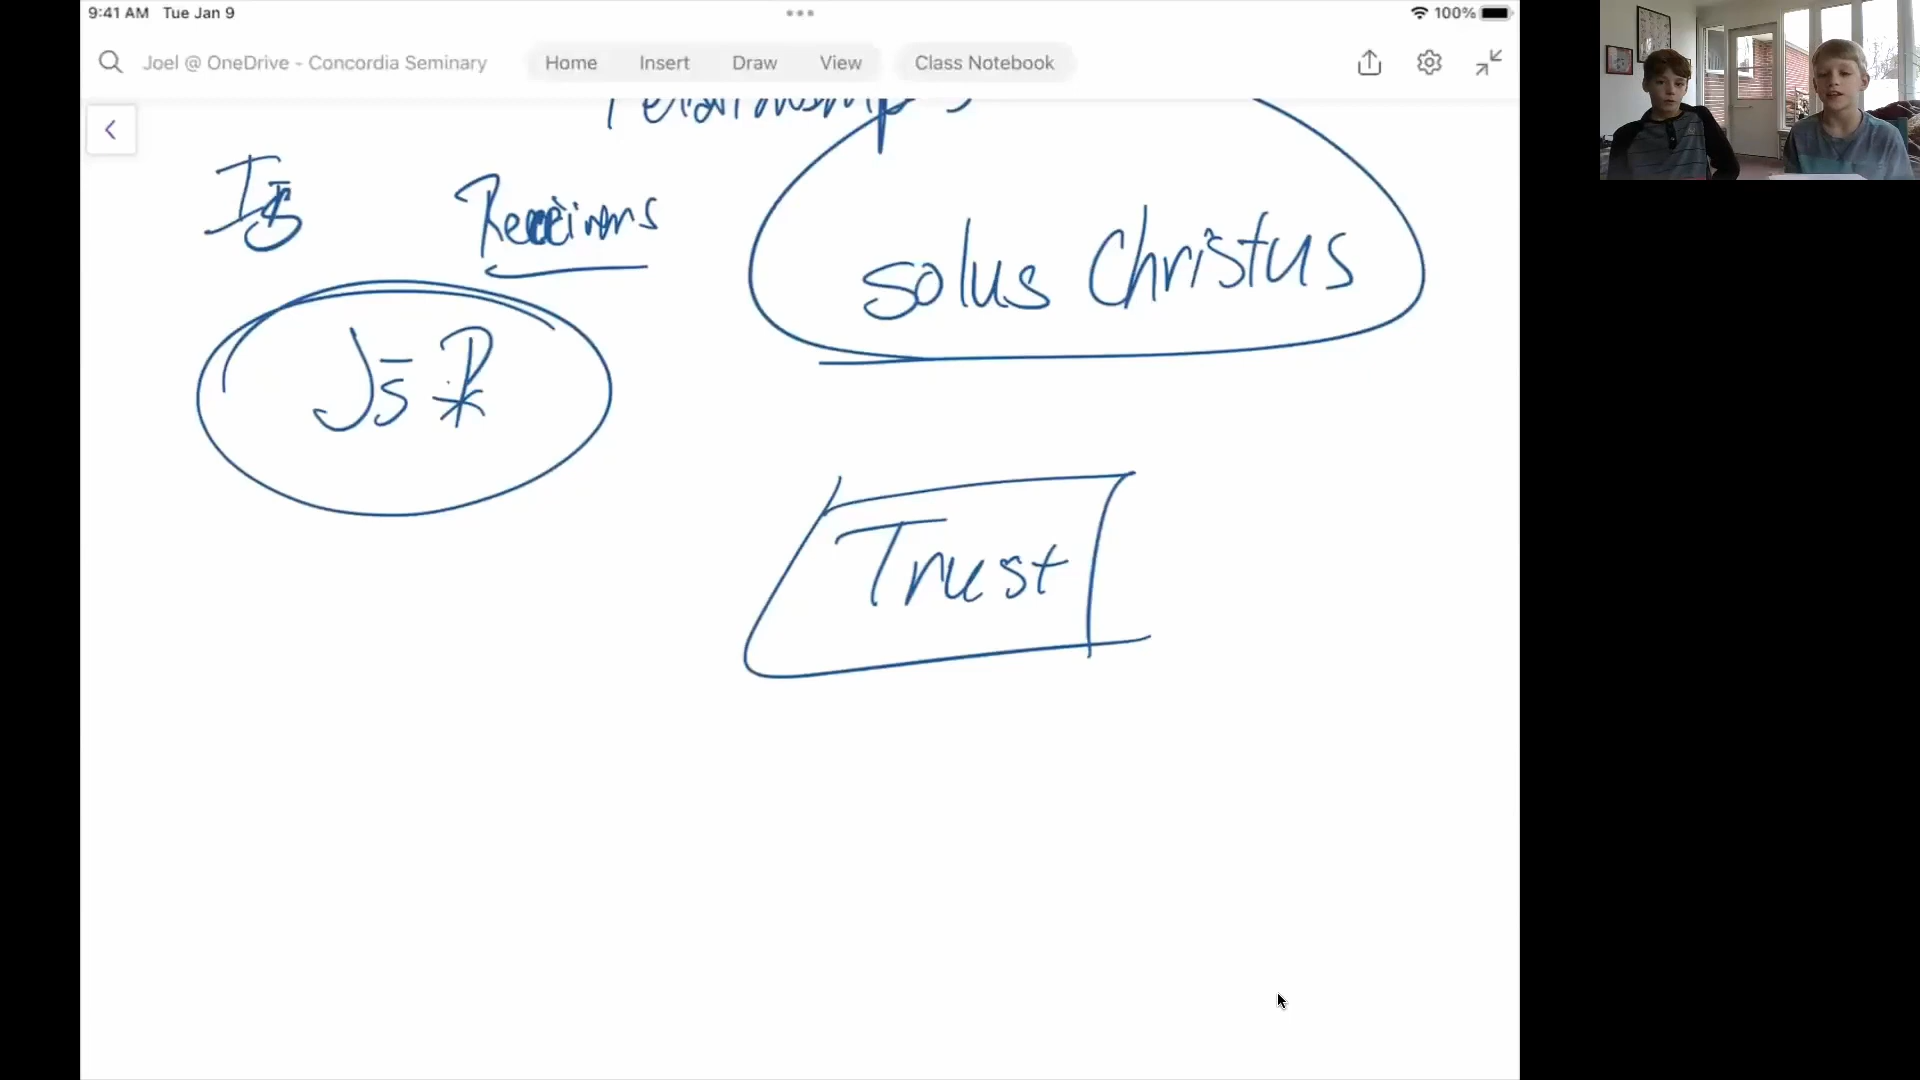 9:41 AM Tue Jan 9
100%
Joel @ OneDrive - Concordia Seminary Home Insert Draw View Class Notebook
relationships
solus Christus
Trust